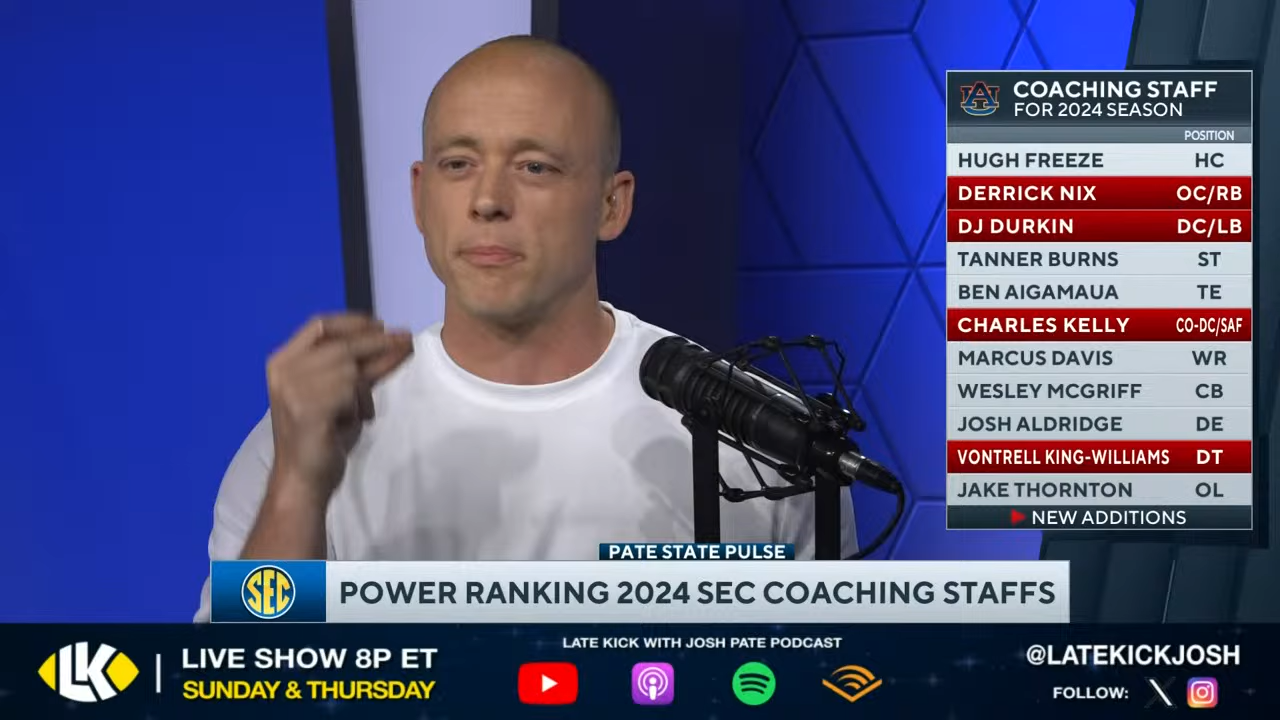 AU
COACHING STAFF
FOR 2024 SEASON
POSITION
HUGH FREEZE HC
DERRICK NIX OC/RB
DJ DURKIN DC/LB
TANNER BURNS ST
BEN AIGAMAUA TE
CHARLES KELLY CO-DC/SAF
MARCUS DAVIS WR
WESLEY MCGRIFF CB
JOSH ALDRIDGE DE
VONTRELL KING-WILLIAMS DT
JAKE THORNTON OL
NEW ADDITIONS
PATE STATE PULSE
SEC
POWER RANKING 2024 SEC COACHING STAFFS
LK
LIVE SHOW 8P ET
SUNDAY & THURSDAY
LATE KICK WITH JOSH PATE PODCAST
@LATEKICKJOSH
FOLLOW: